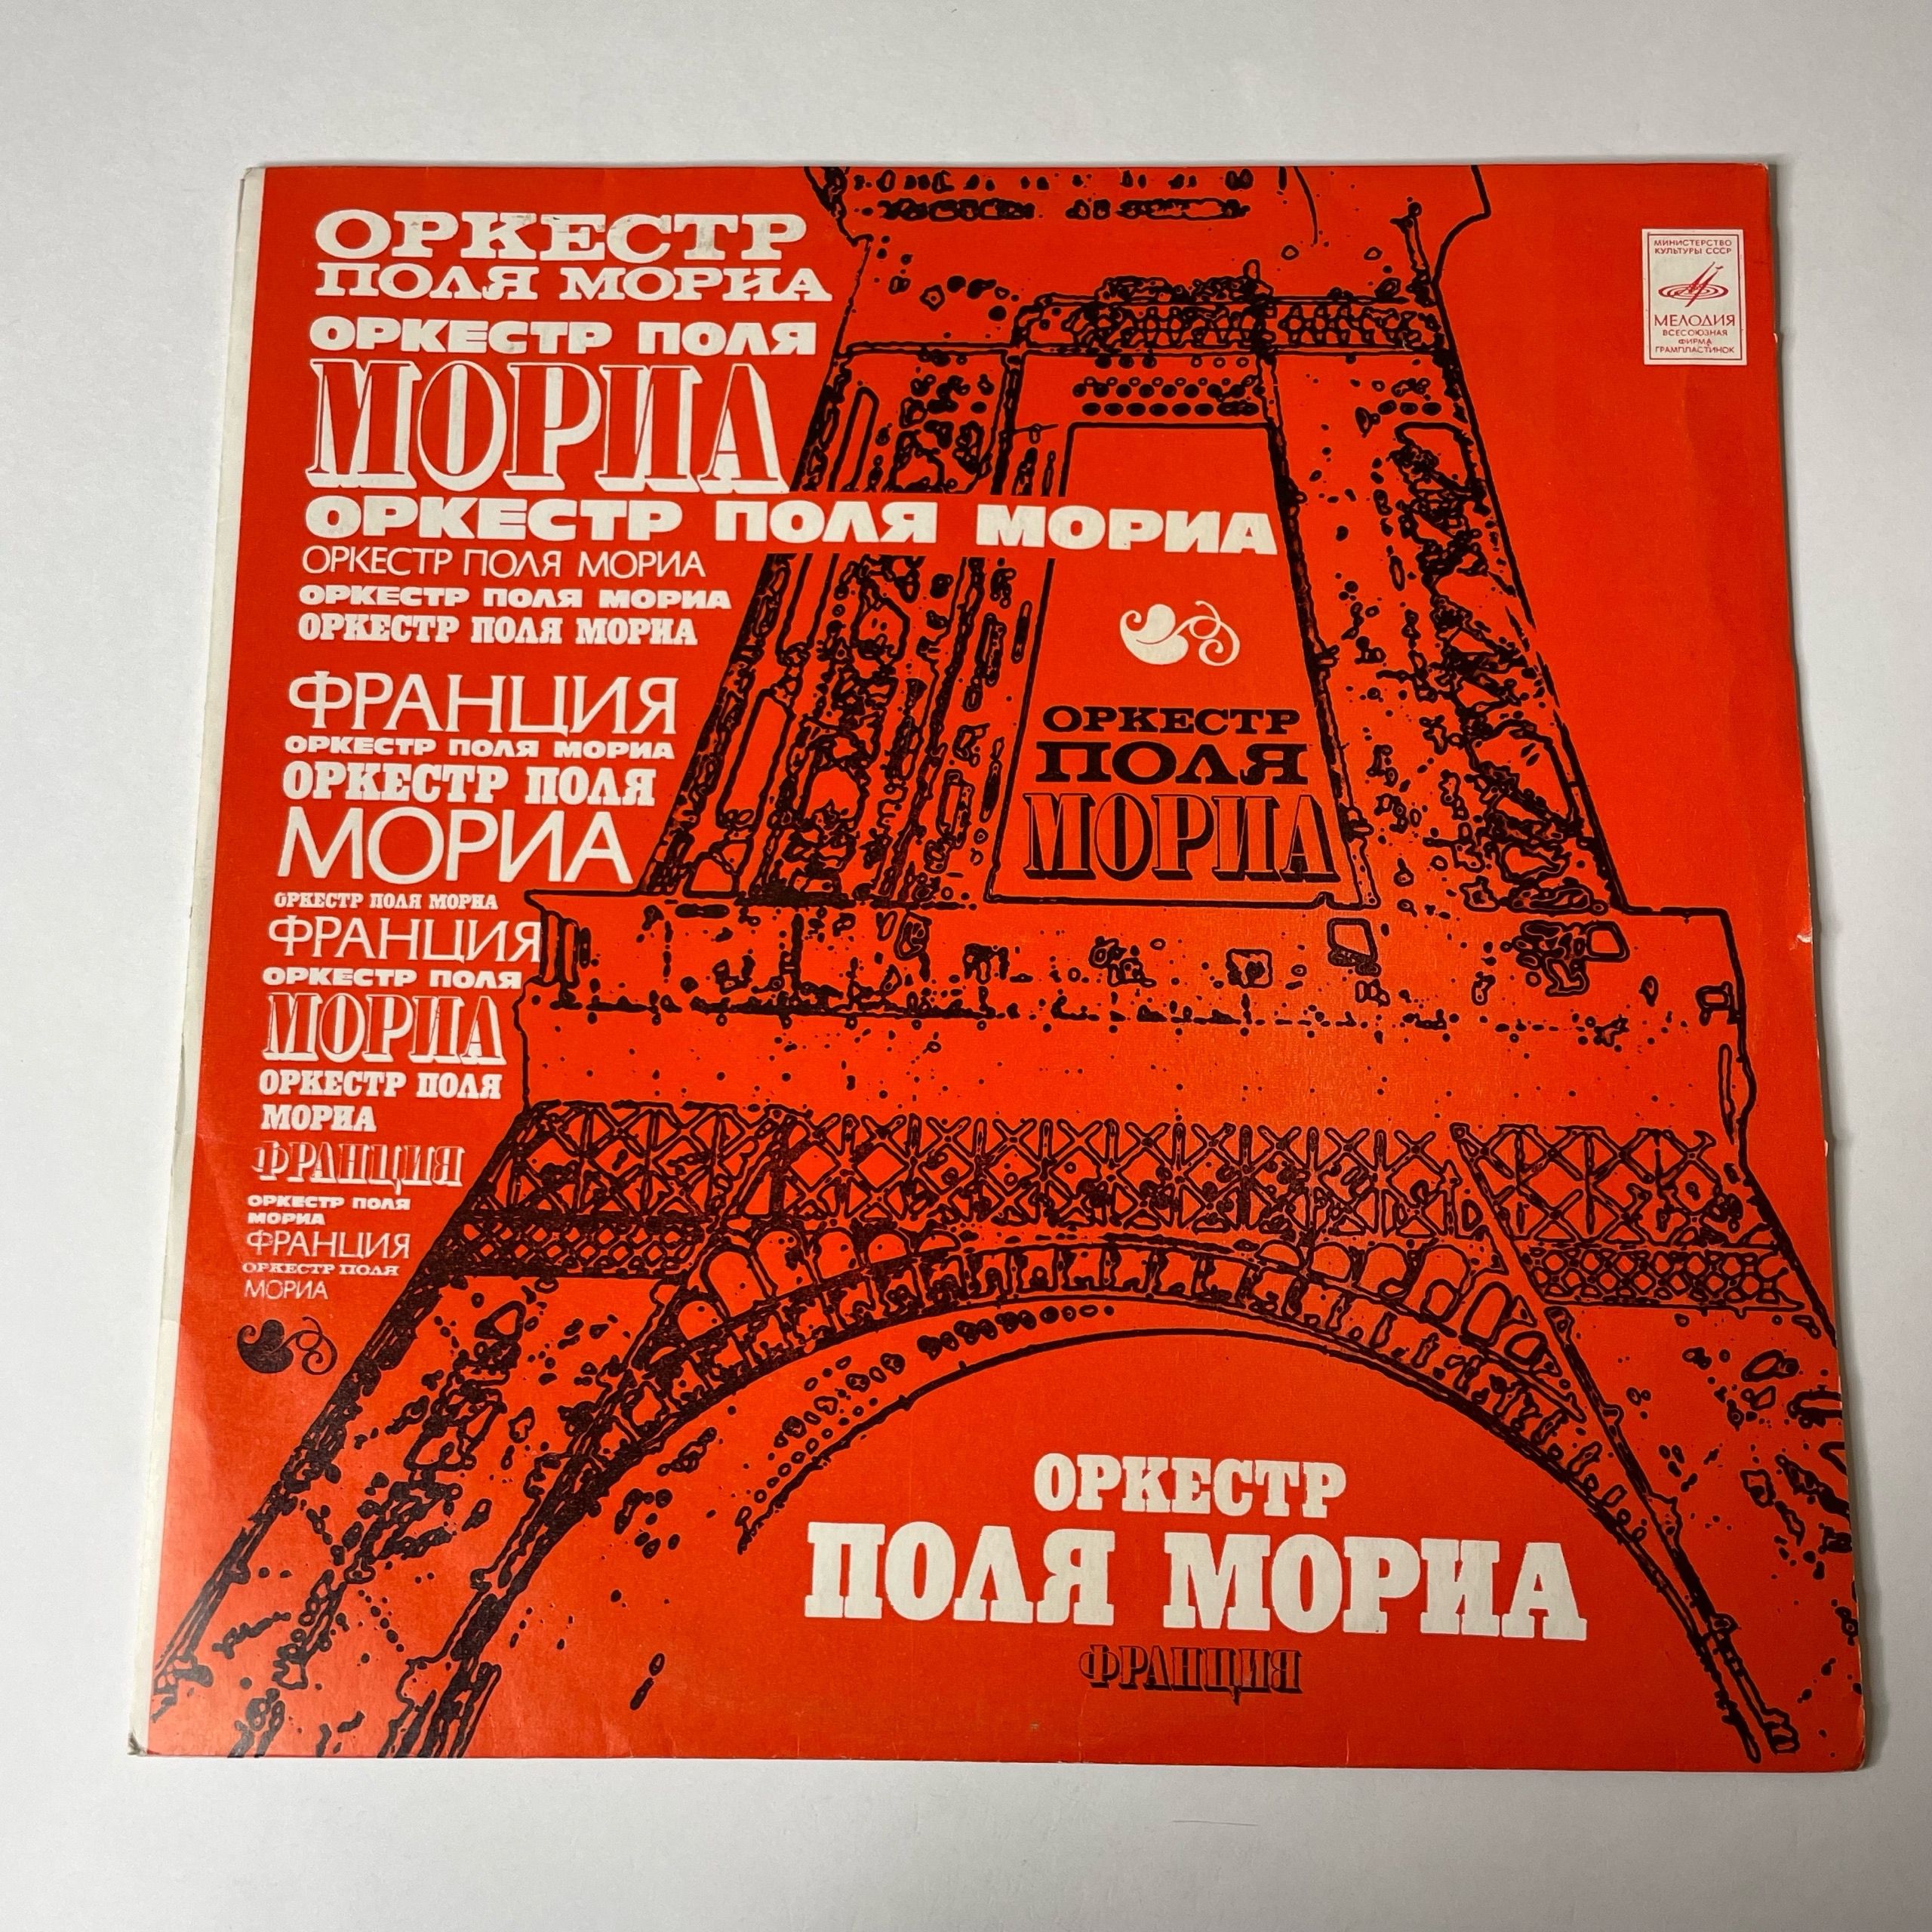 ОРКЕСТР
ПОЛЯ МОРИА
ОРКЕСТР ПОЛЯ
МОРИА
ОРКЕСТР ПОЛЯ МОРИА
ОРКЕСТР ПОЛЯ МОРИА
ОРКЕСТР ПОЛЯ МОРИА
ОРКЕСТР ПОЛЯ МОРИА
ФРАНЦИЯ
ОРКЕСТР ПОЛЯ МОРИА
ОРКЕСТР ПОЛЯ
МОРИА
ОРКЕСТР ПОЛЯ МОРИА
ФРАНЦИЯ
ОРКЕСТР ПОЛЯ
МОРИА
ОРКЕСТР ПОЛЯ
МОРИА
ФРАНЦИЯ
ОРКЕСТР ПОЛЯ
МОРИА
ФРАНЦИЯ
ОРКЕСТР ПОЛЯ
МОРИА
МИНИСТЕРСТВО
КУЛЬТУРЫ СССР
МЕЛОДИЯ
ВСЕСОЮЗНАЯ
ФИРМА
ГРАМПЛАСТИНОК
ОРКЕСТР
ПОЛЯ
МОРИА
ОРКЕСТР
ПОЛЯ МОРИА
ФРАНЦИЯ